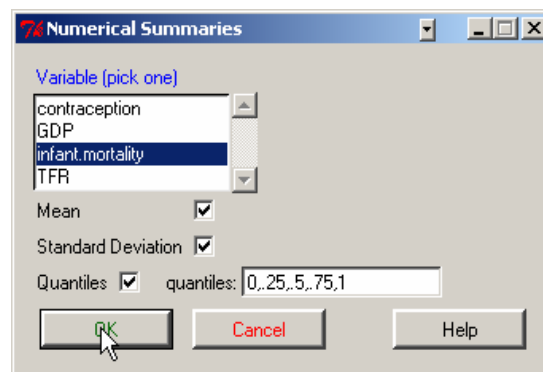 Numerical Summaries
Variable (pick one)
contraception
GDP
infant.mortality
TFR
Mean
Standard Deviation
Quantiles quantiles: 0,.25,.5,.75,1
OK Cancel Help